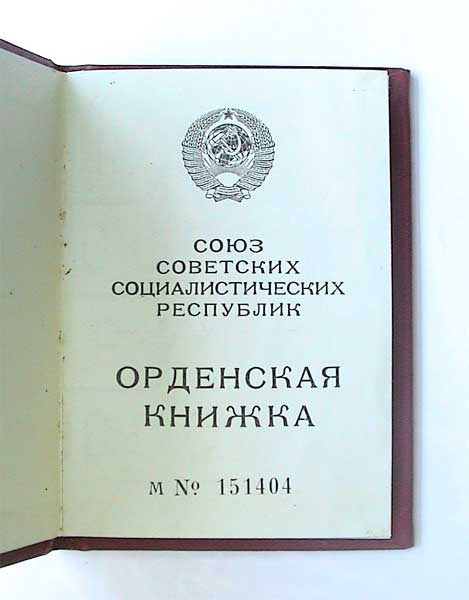 СОЮЗ
СОВЕТСКИХ
СОЦИАЛИСТИЧЕСКИХ
РЕСПУБЛИК
ОРДЕНСКАЯ
КНИЖКА
М № 151404